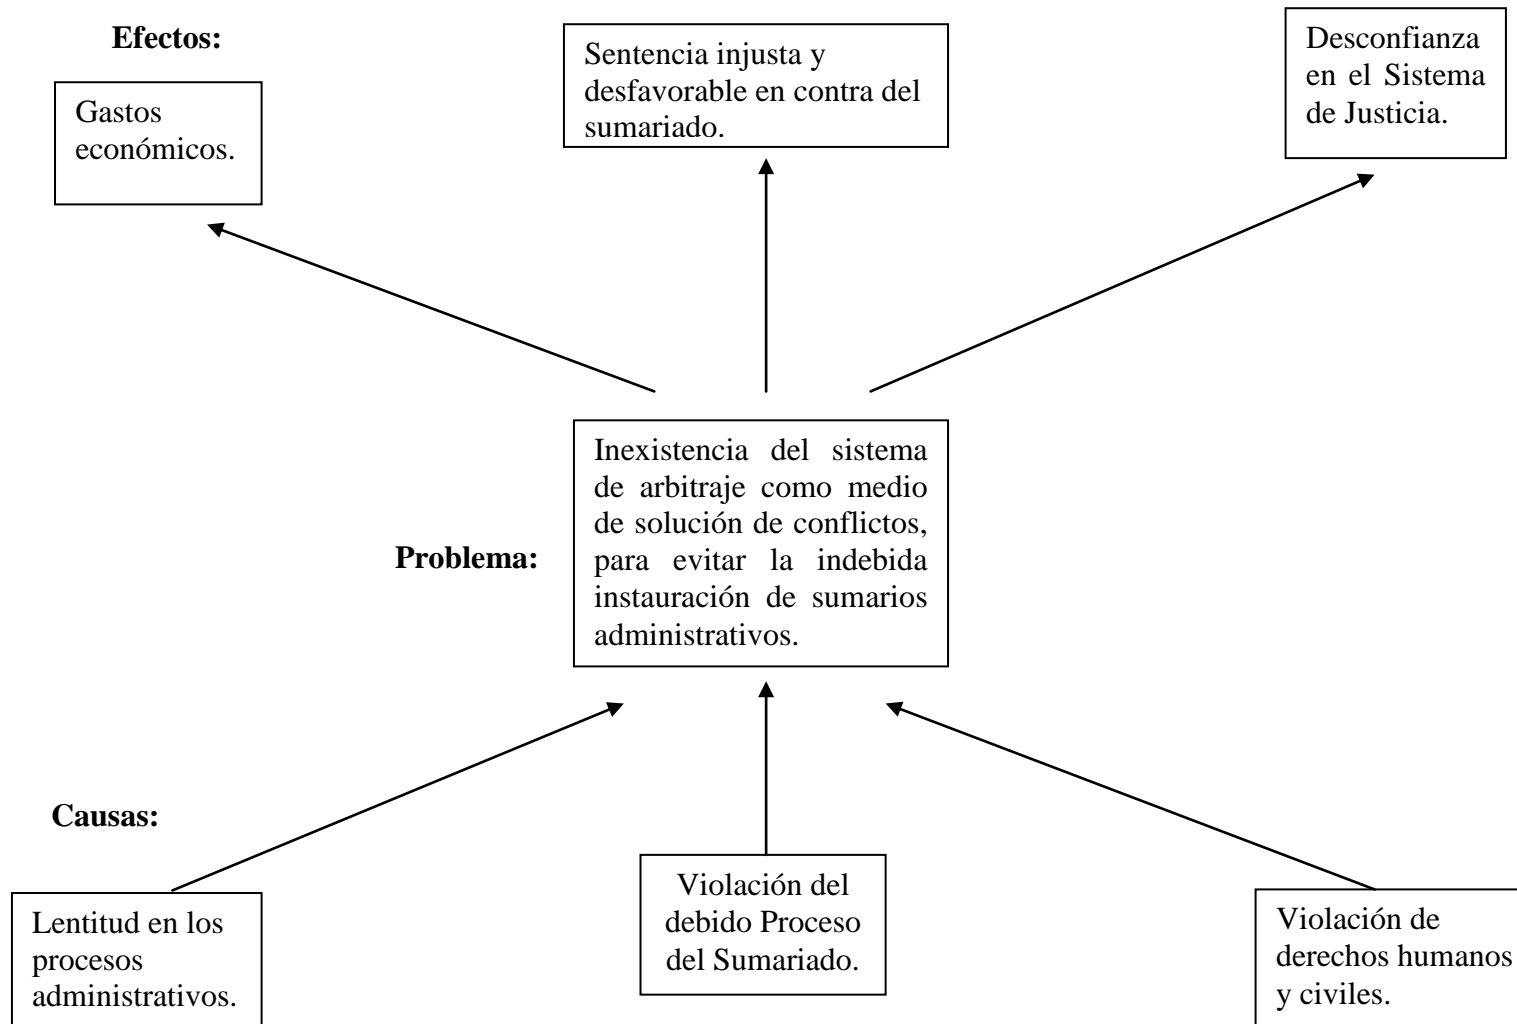 Efectos:
Gastos
económicos.
Sentencia injusta y
desfavorable en contra del
sumariado.
Desconfianza
en el Sistema
de Justicia.
Problema:
Inexistencia del sistema
de arbitraje como medio
de solución de conflictos,
para evitar la indebida
instauración de sumarios
administrativos.
Causas:
Lentitud en los
procesos
administrativos.
Violación del
debido Proceso
del Sumariado.
Violación de
derechos humanos
y civiles.